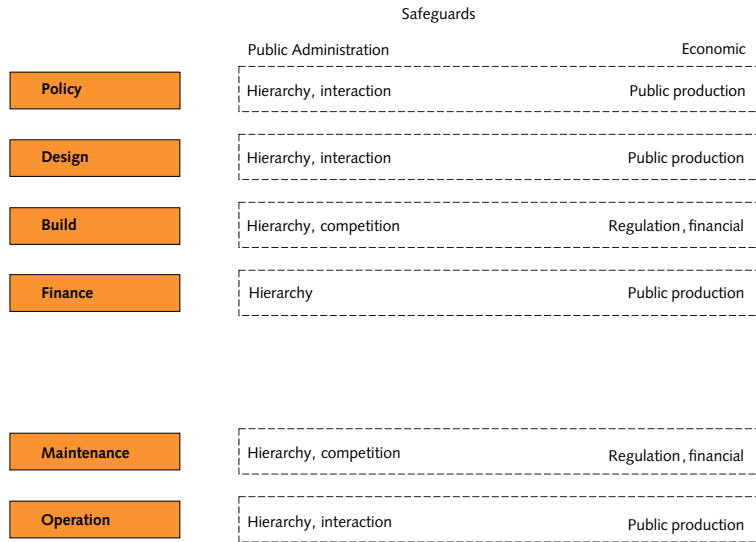 Safeguards
Public Administration Economic
Policy Hierarchy, interaction Public production
Design Hierarchy, interaction Public production
Build Hierarchy, competition Regulation, financial
Finance Hierarchy Public production
Maintenance Hierarchy, competition Regulation, financial
Operation Hierarchy, interaction Public production